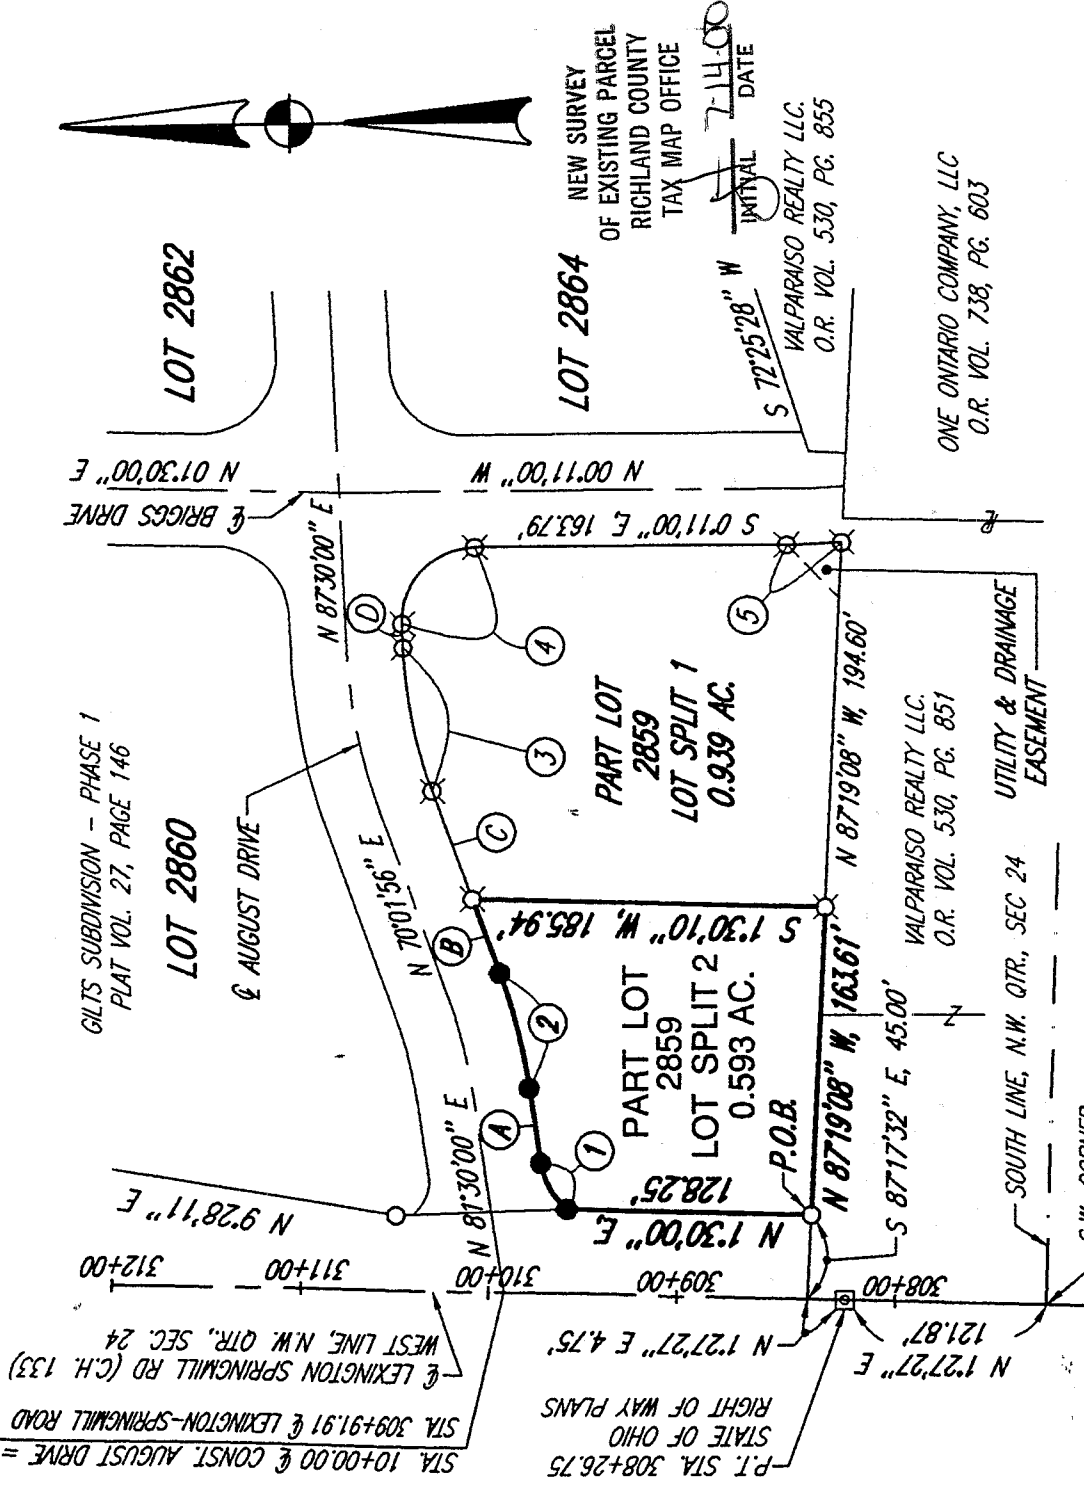 NEW SURVEY
OF EXISTING PARCEL
RICHLAND COUNTY
TAX MAP OFFICE
INITIAL
7-14-00
DATE
LOT 2862
LOT 2864
S 72°25'28" W
VALPARAISO REALTY LLC.
O.R. VOL. 530, PG. 855
ONE ONTARIO COMPANY, LLC
O.R. VOL. 738, PG. 603
N 01°30'00" E
N 00°11'00" W
℄ BRIGGS DRIVE
S 0°11'00" E, 163.79'
N 87°30'00" E
D
4
5
3
C
GILTS SUBDIVISION - PHASE 1
PLAT VOL. 27, PAGE 146
LOT 2860
℄ AUGUST DRIVE
N 70°01'56" E
PART LOT
2859
LOT SPLIT 1
0.939 AC.
N 87°19'08" W, 194.60'
UTILITY & DRAINAGE
EASEMENT
VALPARAISO REALTY LLC.
O.R. VOL. 530, PG. 851
S 1°30'10" W, 185.94'
B
2
A
1
PART LOT
2859
LOT SPLIT 2
0.593 AC.
P.O.B.
N 87°19'08" W, 163.61'
S 87°17'32" E, 45.00'
Z
SOUTH LINE, N.W. QTR., SEC 24
N 9°28'11" E
N 81°30'00" E
N 1°30'00" E,
128.25'
312+00
311+00
310+00
309+00
308+00
N 1°27'27" E 4.75'
N 1°27'27" E
121.87'
℄ LEXINGTON SPRINGMILL RD (C.H. 133)
WEST LINE, N.W. QTR., SEC. 24
STA. 10+00.00 ℄ CONST. AUGUST DRIVE =
STA. 309+91.91 ℄ LEXINGTON-SPRINGMILL ROAD
P.T. STA. 308+26.75
STATE OF OHIO
RIGHT OF WAY PLANS